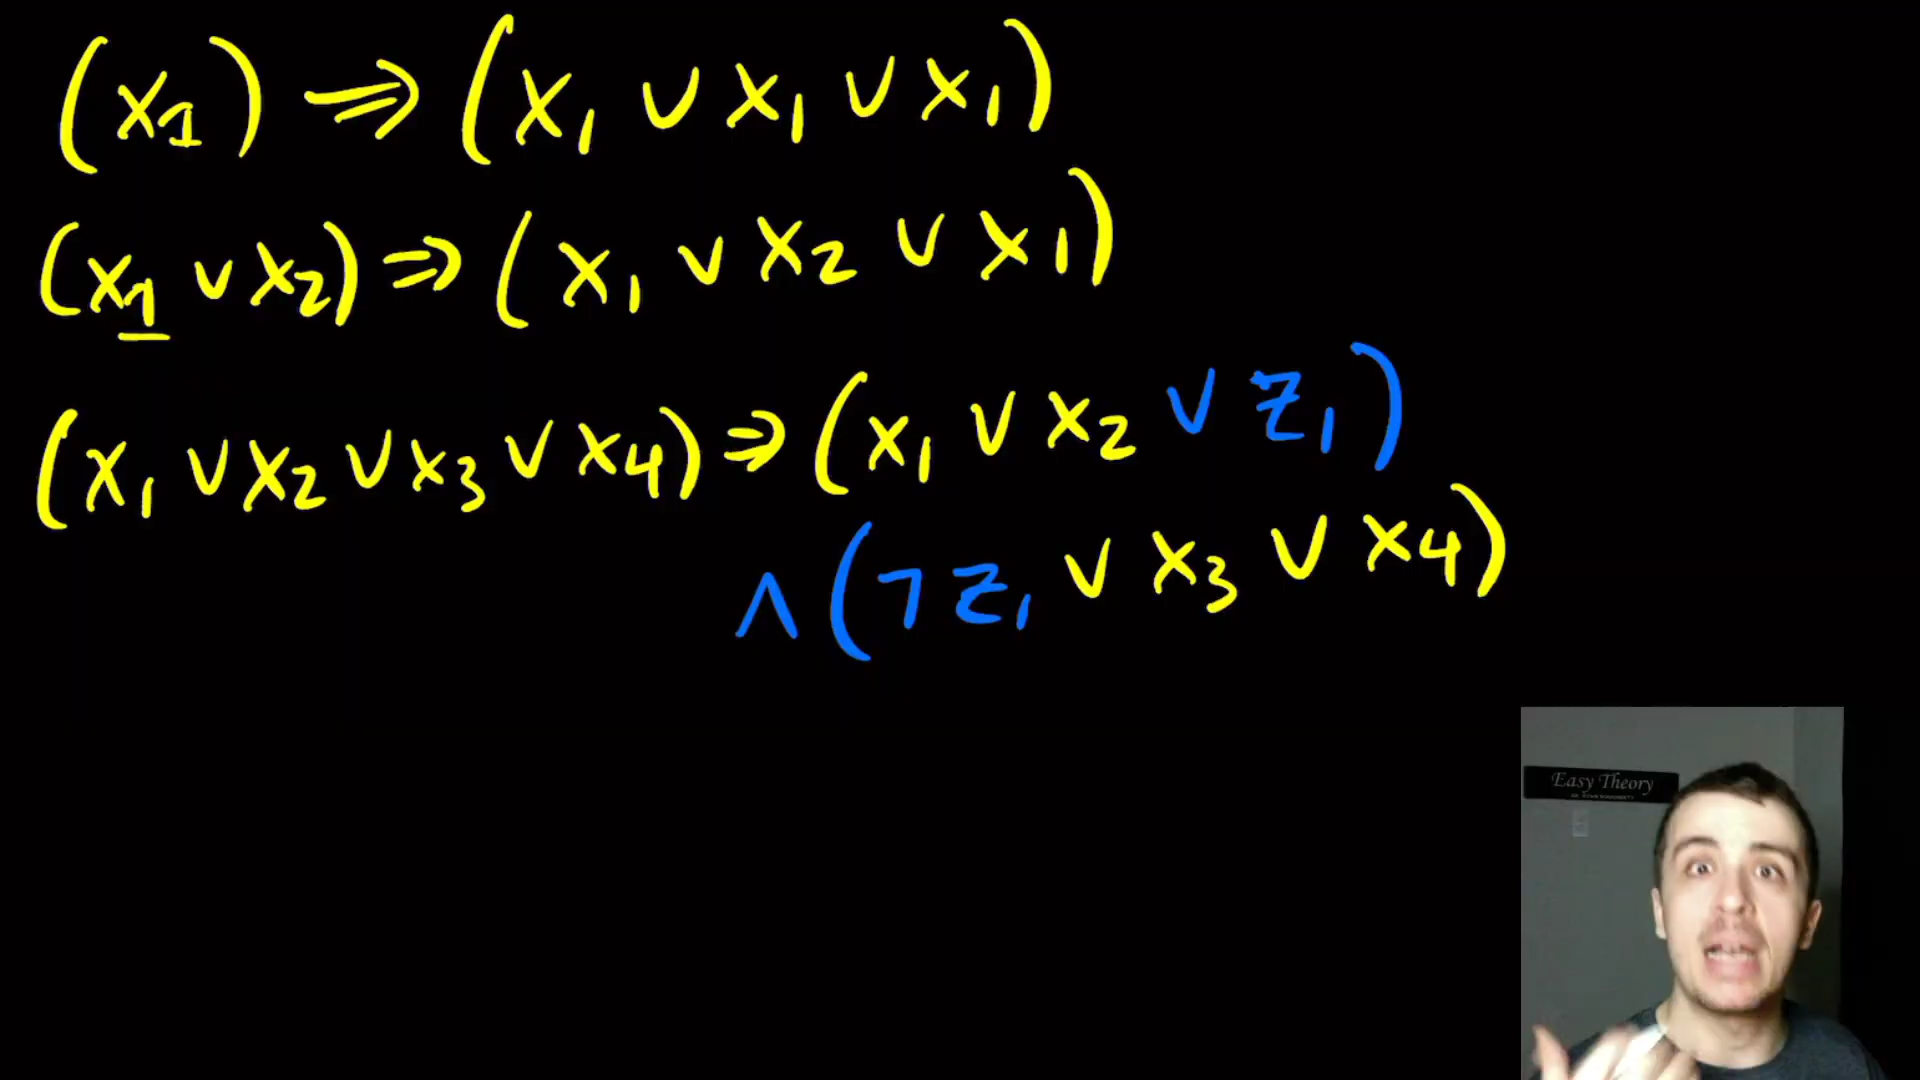 (x₁) ⇒ (x₁ ∨ x₁ ∨ x₁)
(x₁ ∨ x₂) ⇒ (x₁ ∨ x₂ ∨ x₁)
(x₁ ∨ x₂ ∨ x₃ ∨ x₄) ⇒ (x₁ ∨ x₂ ∨ z₁)
∧ (¬z₁ ∨ x₃ ∨ x₄)
Easy Theory